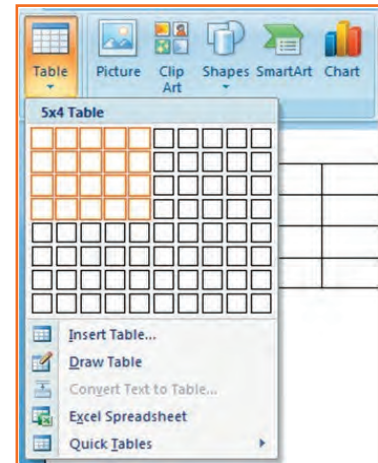 Table Picture Clip Art Shapes SmartArt Chart
5x4 Table
Insert Table...
Draw Table
Convert Text to Table...
Excel Spreadsheet
Quick Tables